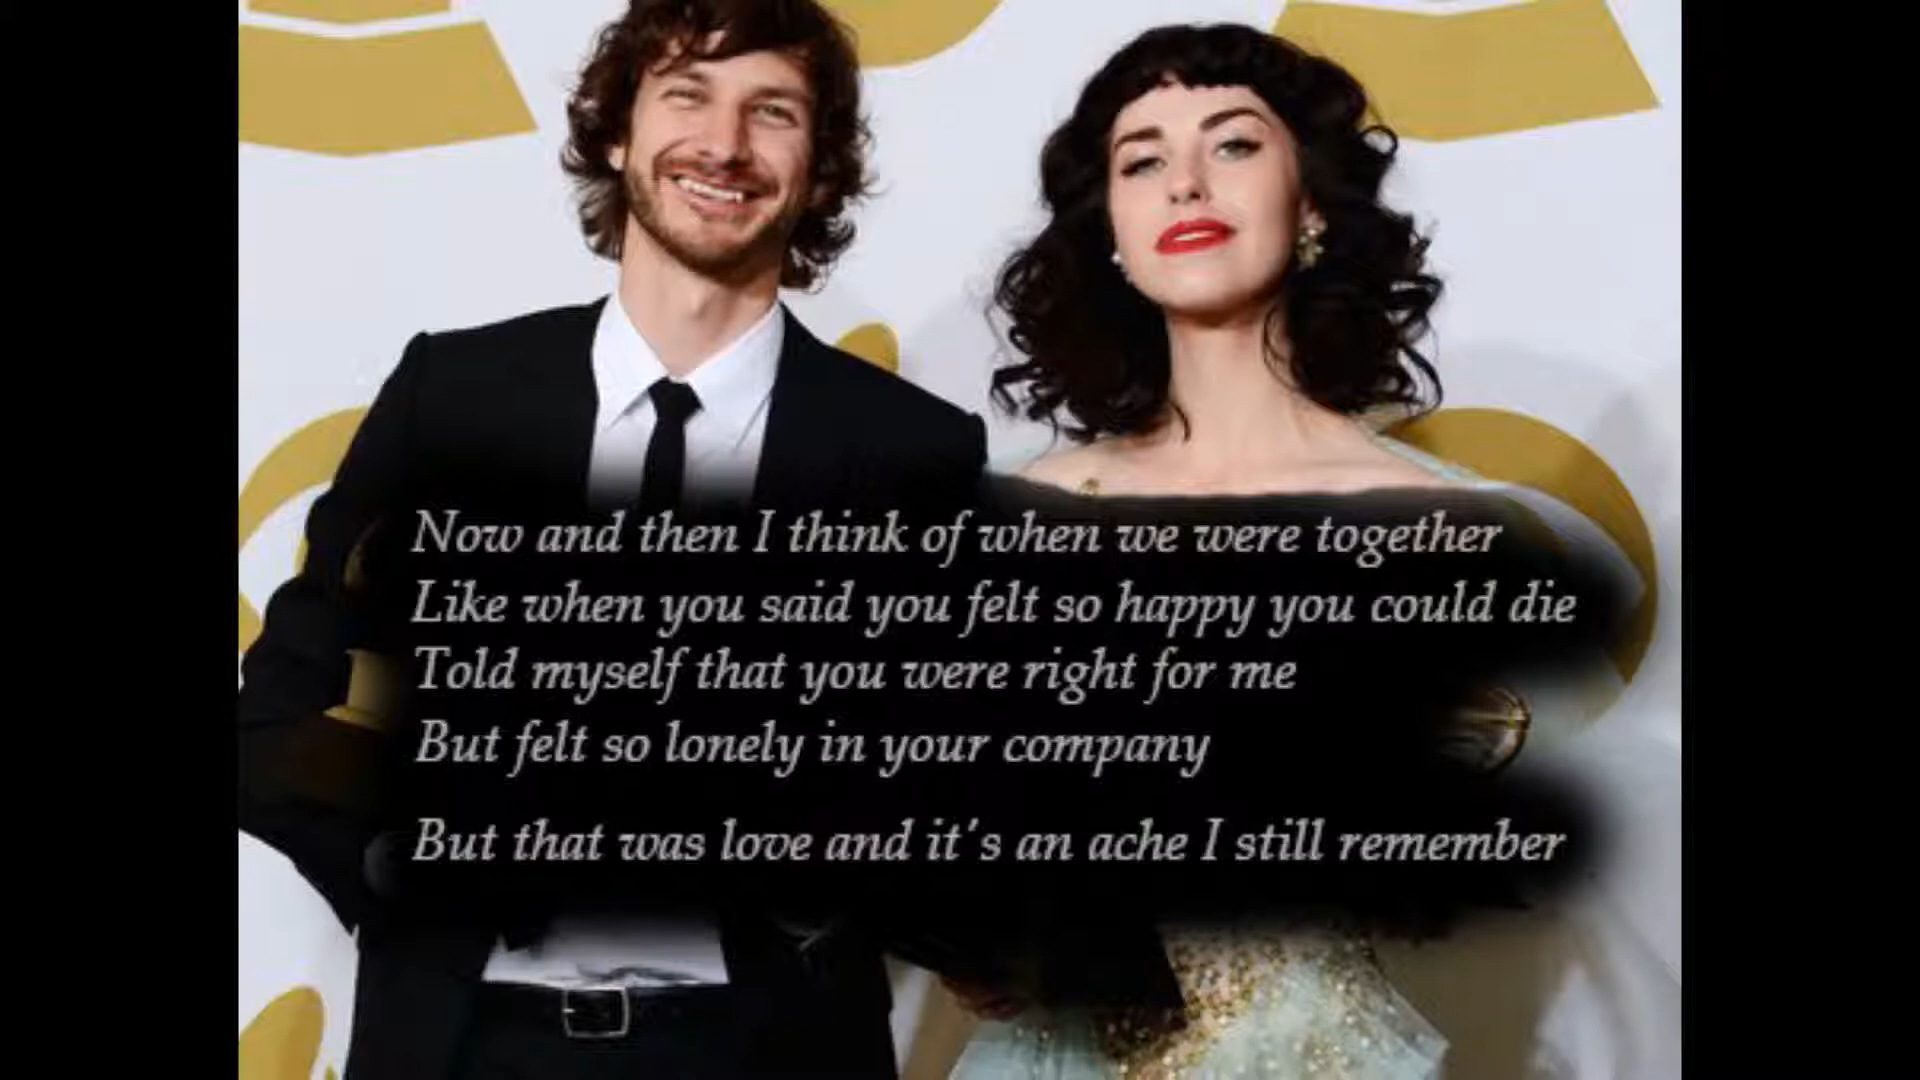 Now and then I think of when we were together
Like when you said you felt so happy you could die
Told myself that you were right for me
But felt so lonely in your company
But that was love and it's an ache I still remember